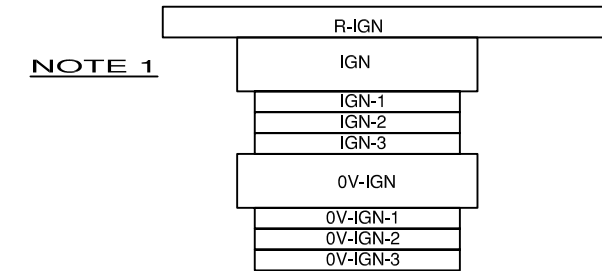 R-IGN
NOTE 1
IGN
IGN-1
IGN-2
IGN-3
0V-IGN
0V-IGN-1
0V-IGN-2
0V-IGN-3